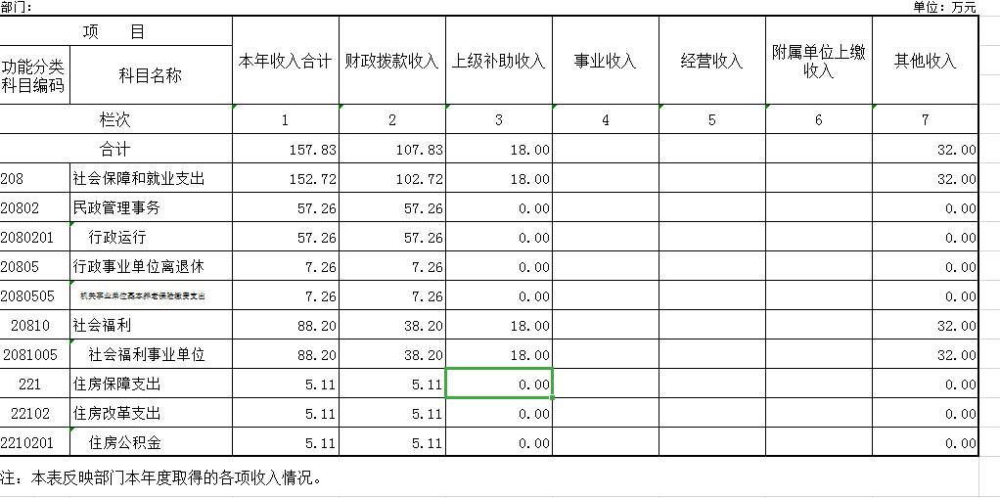 部门：
单位：万元
项 目
本年收入合计 财政拨款收入 上级补助收入 事业收入 经营收入 附属单位上缴 其他收入
收入
功能分类 科目名称
科目编码
栏次 1 2 3 4 5 6 7
合计 157.83 107.83 18.00 32.00
208 社会保障和就业支出 152.72 102.72 18.00 32.00
20802 民政管理事务 57.26 57.26 0.00 0.00
2080201 行政运行 57.26 57.26 0.00 0.00
20805 行政事业单位离退休 7.26 7.26 0.00 0.00
2080505 机关事业单位基本养老保险缴费支出 7.26 7.26 0.00 0.00
20810 社会福利 88.20 38.20 18.00 32.00
2081005 社会福利事业单位 88.20 38.20 18.00 32.00
221 住房保障支出 5.11 5.11 0.00 0.00
22102 住房改革支出 5.11 5.11 0.00 0.00
2210201 住房公积金 5.11 5.11 0.00 0.00
注：本表反映部门本年度取得的各项收入情况。